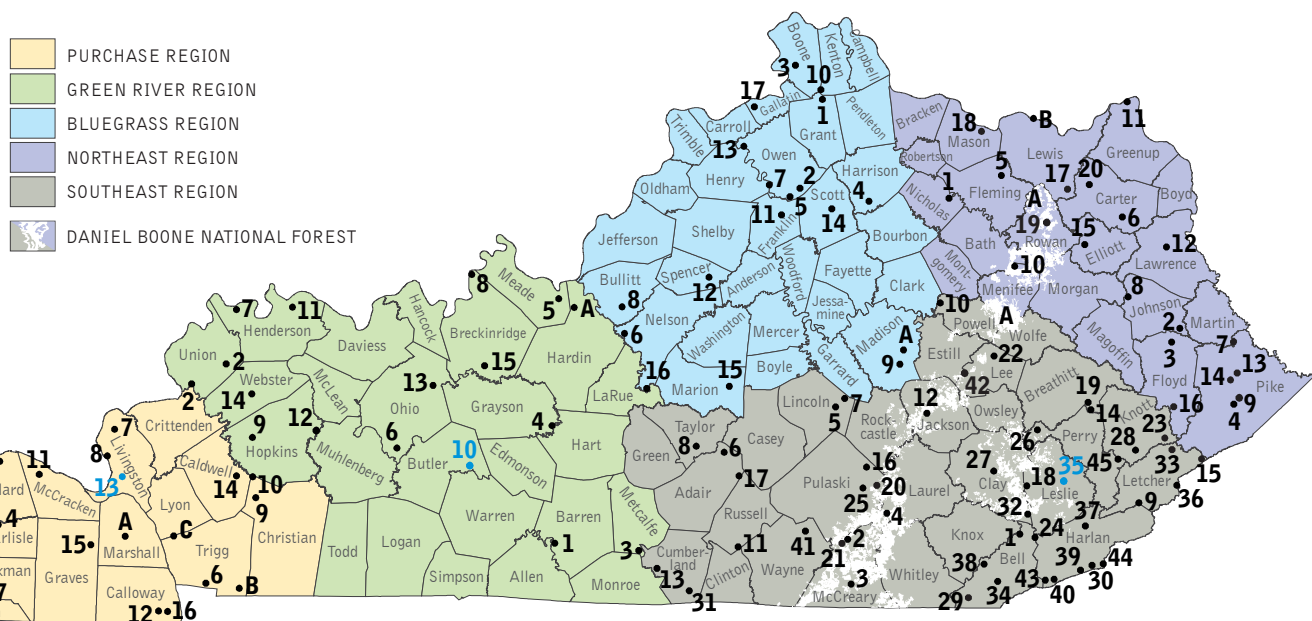 PURCHASE REGION
GREEN RIVER REGION
BLUEGRASS REGION
NORTHEAST REGION
SOUTHEAST REGION
DANIEL BOONE NATIONAL FOREST
Boone
Kenton
Campbell
3
10
17
Gallatin
1
Pendleton
Bracken
18
Mason
B
11
Trimble
Carroll
13
Grant
Owen
Robertson
Lewis
Greenup
5
17
20
Oldham
Henry
7
2
5
Harrison
4
Nicholas
1
Fleming
A
Carter
Boyd
6
11
Scott
14
Franklin
19
Rowan
15
Elliott
12
Lawrence
Jefferson
Shelby
Woodford
Bourbon
Bath
10
Mont-
gomery
Menifee
Morgan
Bullitt
8
Spencer
12
Anderson
Fayette
Clark
8
Johnson
2
Martin
7
Meade
5
A
Nelson
6
Washington
Mercer
Jessa-
mine
Madison
A
9
10
Powell
A
Wolfe
Magoffin
3
Floyd
13
14
Pike
9
4
16
7
11
Henderson
Hancock
Breckinridge
15
Hardin
16
Marion
15
Boyle
Garrard
Estill
22
Lee
42
Breathitt
19
14
Knott
23
Union
2
Webster
14
Daviess
McLean
13
Ohio
Grayson
4
LaRue
Lincoln
7
5
Rock
castle
12
Jackson
Owsley
26
Perry
28
33
15
2
Crittenden
9
Hopkins
12
Muhlenberg
6
Butler
10
Edmonson
Hart
Green
Taylor
8
6
Casey
17
16
27
Clay
18
35
45
Leslie
Letcher
36
9
7
8
Livingston
13
11
McCracken
Caldwell
14
10
9
Lyon
Adair
Pulaski
25
20
Laurel
4
32
37
24
Harlan
4
15
A
Marshall
C
Trigg
Christian
Todd
Logan
Warren
Barren
Metcalfe
Russell
11
41
2
21
Knox
38
1
Bell
39
44
30
Graves
Calloway
12
16
6
B
Simpson
Allen
1
3
Monroe
Cumber-
land
13
31
Clinton
Wayne
3
McCreary
Whitley
29
34
43
40